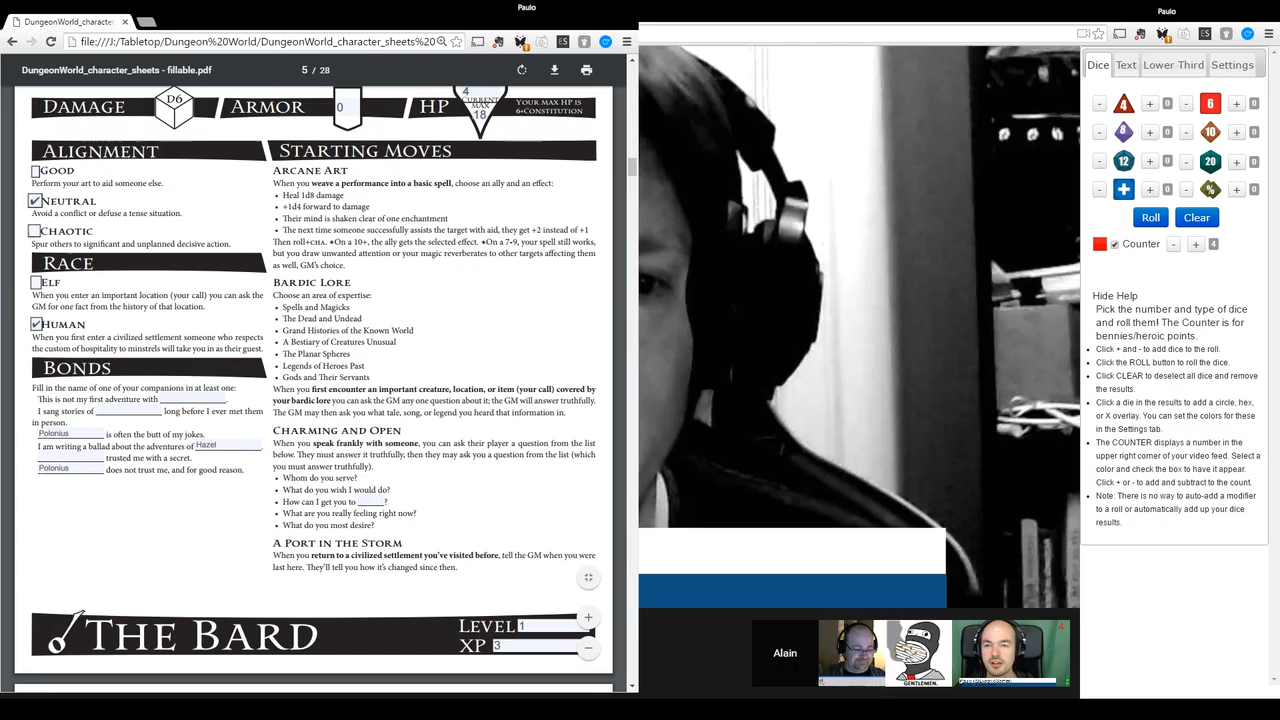 Paulo
Paulo
DungeonWorld_characte
file:///J:/Tabletop/Dungeon%20World/DungeonWorld_character_sheets%20
DungeonWorld_character_sheets - fillable.pdf
5 / 28
DAMAGE
D6
ARMOR
0
HP
4
CURRENT
MAX
18
YOUR MAX HP IS
6+CONSTITUTION
ALIGNMENT
GOOD
Perform your art to aid someone else.
NEUTRAL
Avoid a conflict or defuse a tense situation.
CHAOTIC
Spur others to significant and unplanned decisive action.
RACE
ELF
When you enter an important location (your call) you can ask the
GM for one fact from the history of that location.
HUMAN
When you first enter a civilized settlement someone who respects
the custom of hospitality to minstrels will take you in as their guest.
BONDS
Fill in the name of one of your companions in at least one:
This is not my first adventure with ____________.
I sang stories of ____________ long before I ever met them
in person.
Polonius is often the butt of my jokes.
I am writing a ballad about the adventures of Hazel.
____________ trusted me with a secret.
Polonius does not trust me, and for good reason.
STARTING MOVES
ARCANE ART
When you weave a performance into a basic spell, choose an ally and an effect:
• Heal 1d8 damage
• +1d4 forward to damage
• Their mind is shaken clear of one enchantment
• The next time someone successfully assists the target with aid, they get +2 instead of +1
Then roll+CHA. •On a 10+, the ally gets the selected effect. •On a 7-9, your spell still works,
but you draw unwanted attention or your magic reverberates to other targets affecting them
as well, GM's choice.
BARDIC LORE
Choose an area of expertise:
• Spells and Magicks
• The Dead and Undead
• Grand Histories of the Known World
• A Bestiary of Creatures Unusual
• The Planar Spheres
• Legends of Heroes Past
• Gods and Their Servants
When you first encounter an important creature, location, or item (your call) covered by
your bardic lore you can ask the GM any one question about it; the GM will answer truthfully.
The GM may then ask you what tale, song, or legend you heard that information in.
CHARMING AND OPEN
When you speak frankly with someone, you can ask their player a question from the list
below. They must answer it truthfully, then they may ask you a question from the list (which
you must answer truthfully).
• Whom do you serve?
• What do you wish I would do?
• How can I get you to ______?
• What are you really feeling right now?
• What do you most desire?
A PORT IN THE STORM
When you return to a civilized settlement you've visited before, tell the GM when you were
last here. They'll tell you how it's changed since then.
THE BARD
LEVEL 1
XP 3
Dice Text Lower Third Settings
- 4 + 0 - 6 + 0
- 8 + 0 - 10 + 0
- 12 + 0 - 20 + 0
- + + 0 - % + 0
Roll Clear
Counter - + 4
Hide Help
Pick the number and type of dice
and roll them! The Counter is for
bennies/heroic points.
• Click + and - to add dice to the roll.
• Click the ROLL button to roll the dice.
• Click CLEAR to deselect all dice and remove
the results.
• Click a die in the results to add a circle, hex,
or X overlay. You can set the colors for these
in the Settings tab.
• The COUNTER displays a number in the
upper right corner of your video feed. Select a
color and check the box to have it appear.
Click + or - to add and subtract to the count.
• Note: There is no way to auto-add a modifier
to a roll or automatically add up your dice
results.
Alain
GENTLEMEN.
4